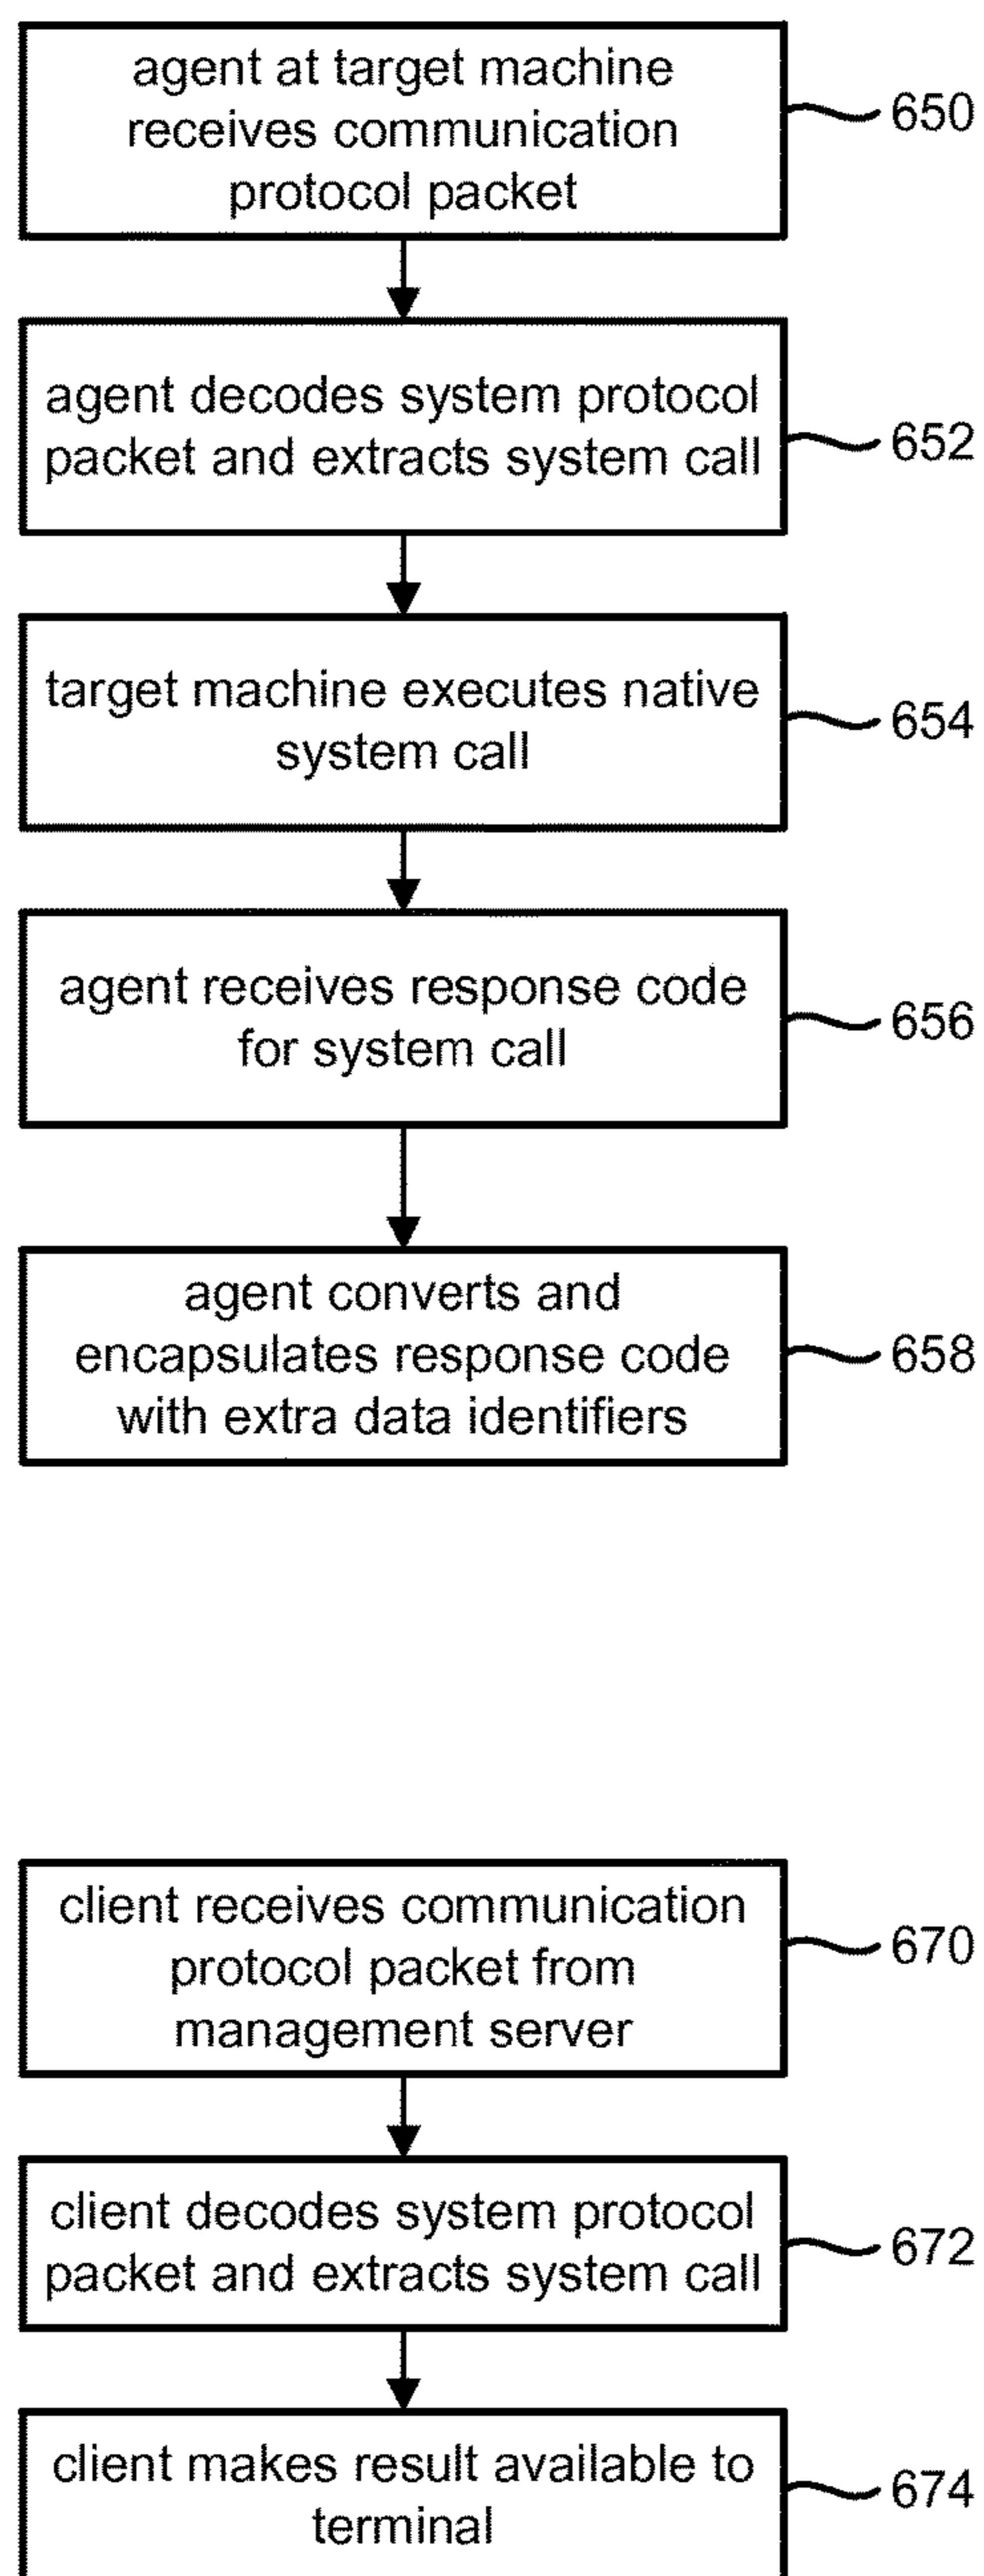 agent at target machine
receives communication
protocol packet
650
agent decodes system protocol
packet and extracts system call
652
target machine executes native
system call
654
agent receives response code
for system call
656
agent converts and
encapsulates response code
with extra data identifiers
658
client receives communication
protocol packet from
management server
670
client decodes system protocol
packet and extracts system call
672
client makes result available to
terminal
674